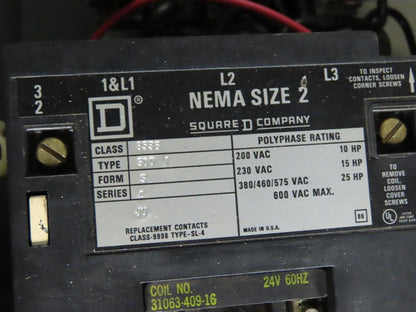 1&L1 L2 L3
TO INSPECT
CONTACTS, LOOSEN
CORNER SCREWS
3
2
NEMA SIZE 2
D
®
SQUARE D COMPANY
CLASS
TYPE
FORM S
SERIES A
REPLACEMENT CONTACTS
CLASS-9998 TYPE-SL-4
POLYPHASE RATING
200 VAC 10 HP
230 VAC 15 HP
380/460/575 VAC 25 HP
600 VAC MAX.
MADE IN U.S.A.
TO
REMOVE
COIL,
LOOSEN
COVER
SCREWS
UL
COIL NO. 24V 60HZ
31063-409-16